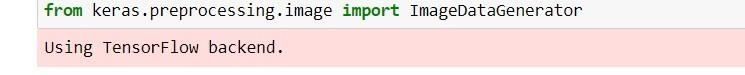 from keras.preprocessing.image import ImageDataGenerator
Using TensorFlow backend.